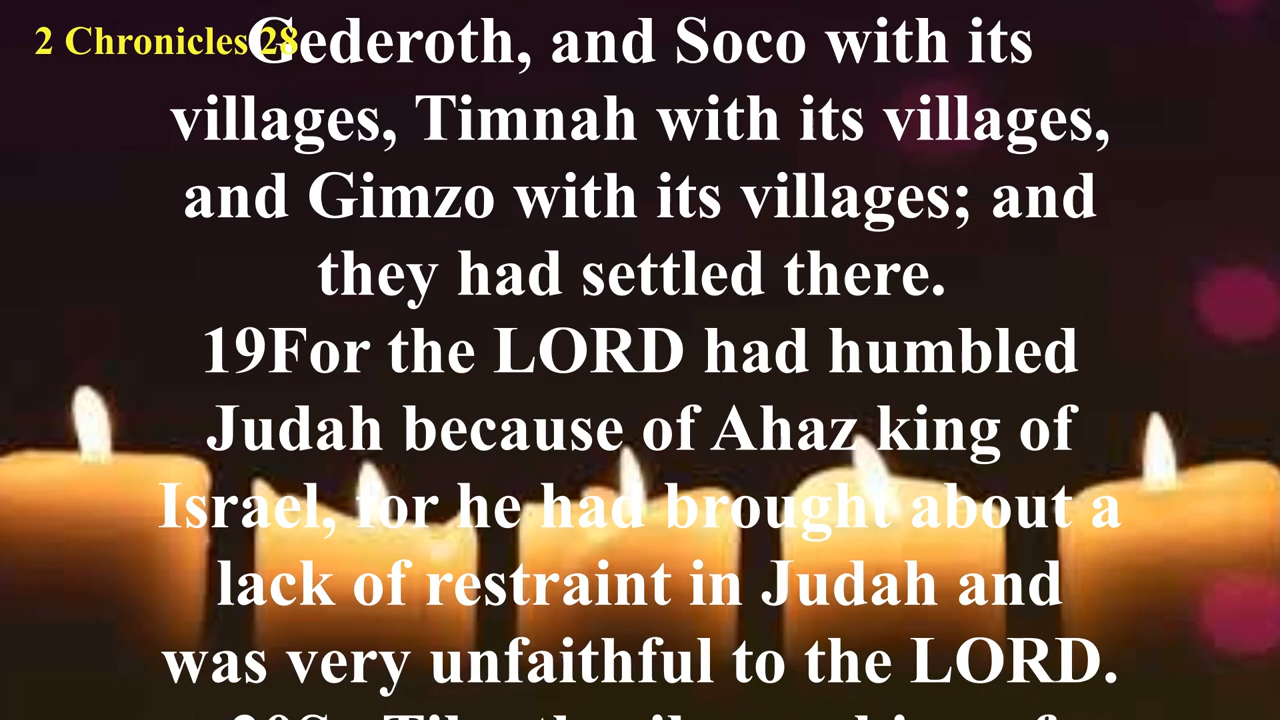 2 Chronicles 28
Gederoth, and Soco with its
villages, Timnah with its villages,
and Gimzo with its villages; and
they had settled there.
19For the LORD had humbled
Judah because of Ahaz king of
Israel, for he had brought about a
lack of restraint in Judah and
was very unfaithful to the LORD.